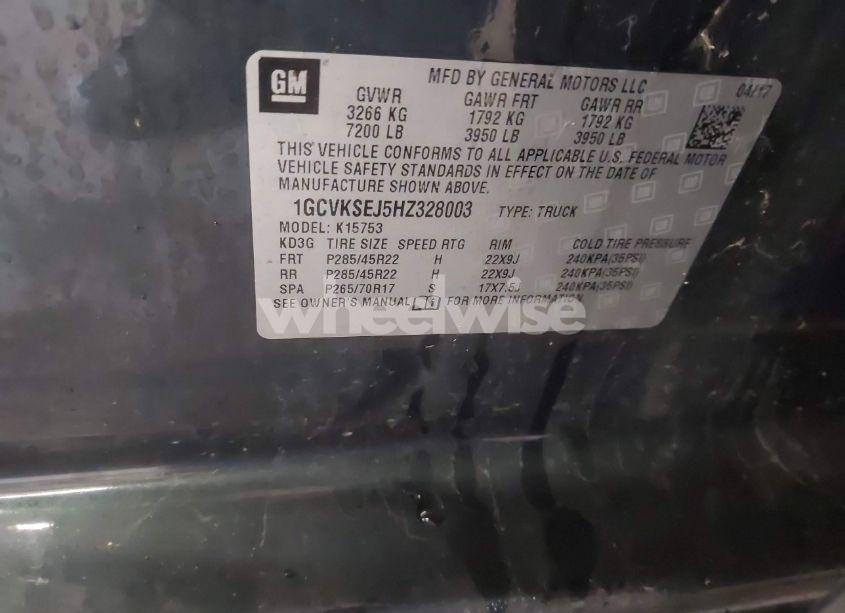 GM
MFD BY GENERAL MOTORS LLC 04/17
GVWR GAWR FRT GAWR RR
3266 KG 1792 KG 1792 KG
7200 LB 3950 LB 3950 LB
THIS VEHICLE CONFORMS TO ALL APPLICABLE U.S. FEDERAL MOTOR
VEHICLE SAFETY STANDARDS IN EFFECT ON THE DATE OF
MANUFACTURE SHOWN ABOVE.
1GCVKSEJ5HZ328003 TYPE: TRUCK
MODEL: K15753
KD3G TIRE SIZE SPEED RTG RIM COLD TIRE PRESSURE
FRT P285/45R22 H 22X9J 240KPA(35PSI)
RR P285/45R22 H 22X9J 240KPA(35PSI)
SPA P265/70R17 S 17X7.5J 240KPA(35PSI)
SEE OWNER'S MANUAL FOR MORE INFORMATION
wheelwise